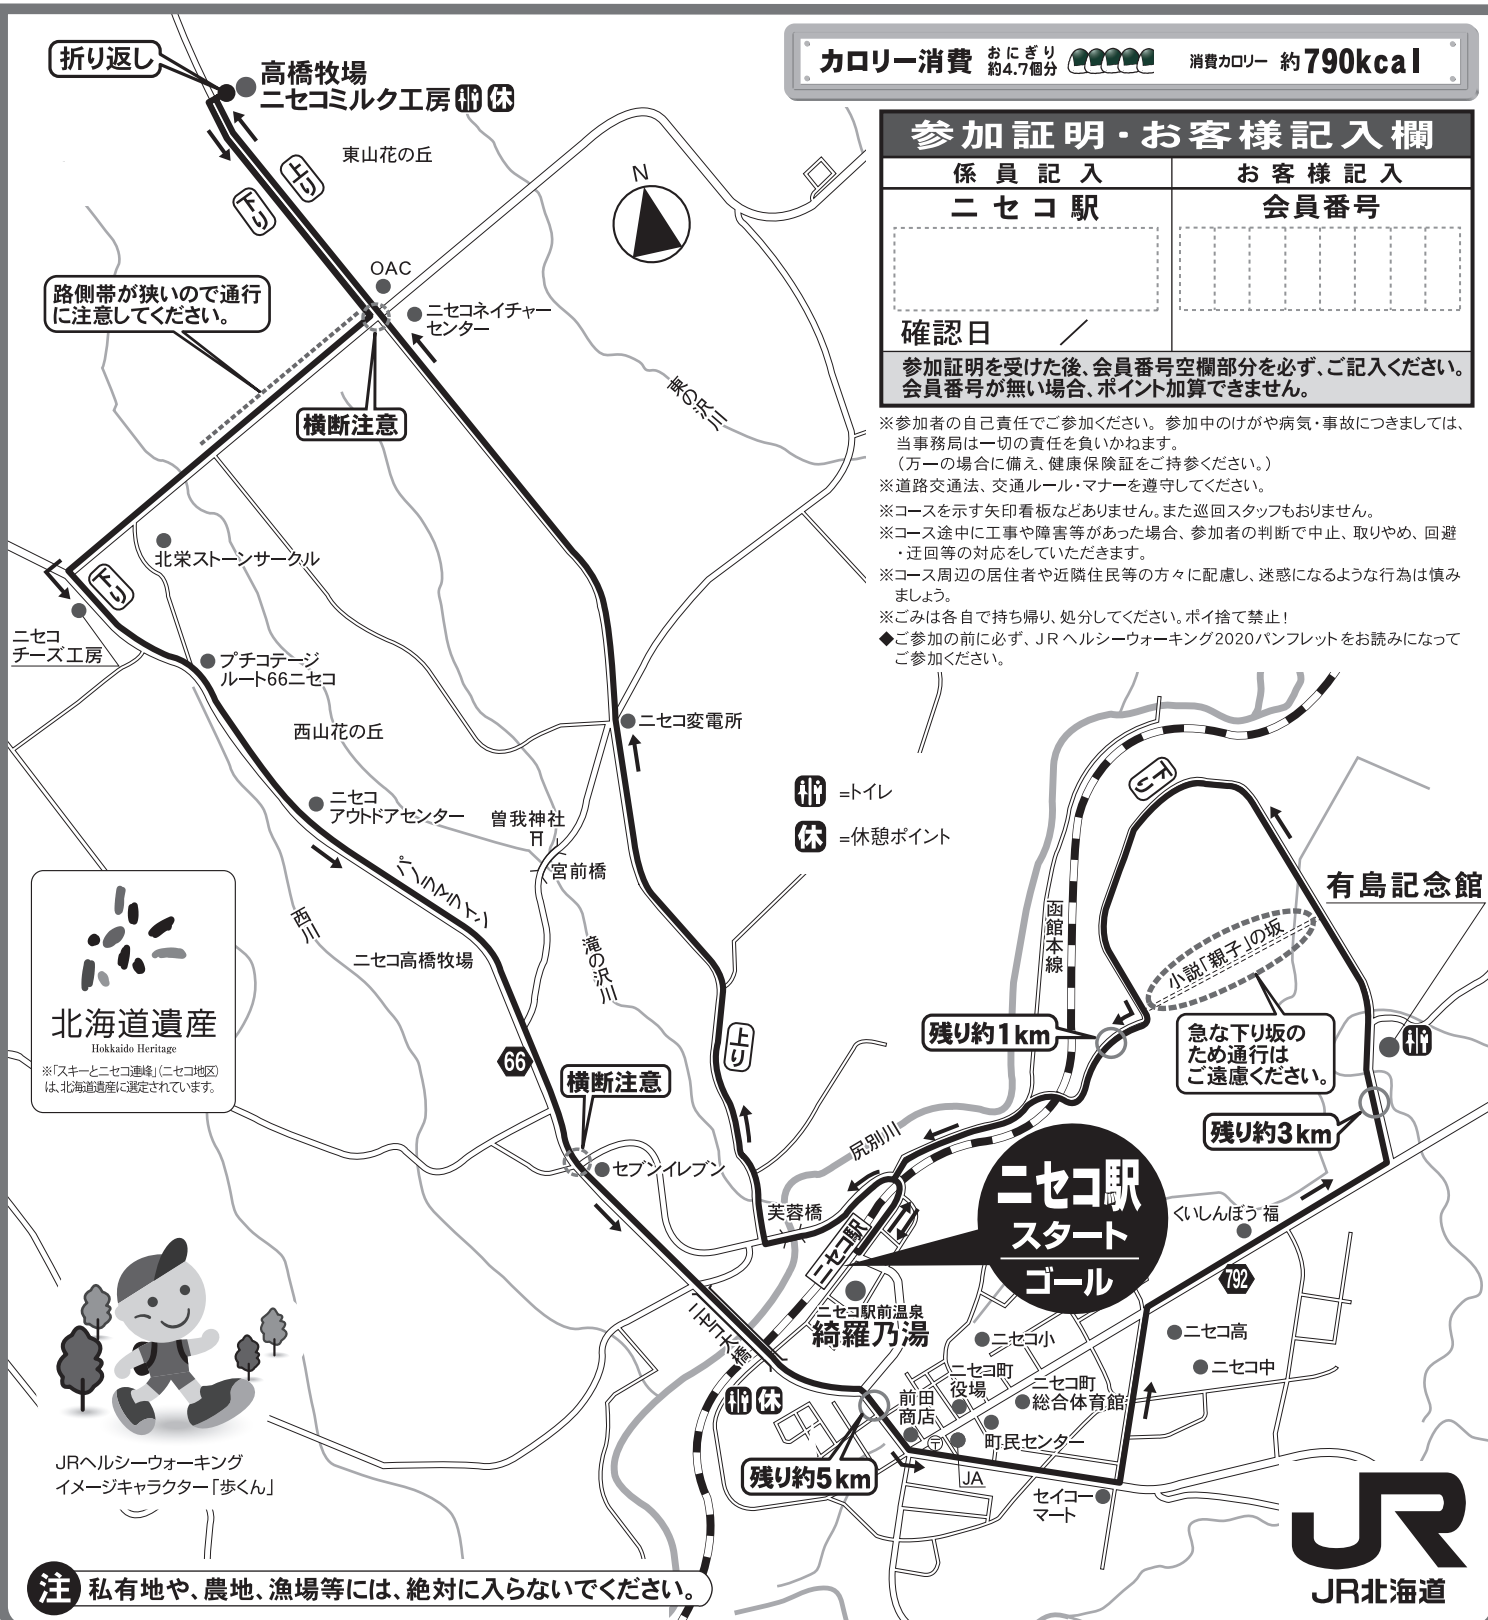 カロリー消費
おにぎり
約4.7個分
消費カロリー 約790kcal
参加証明・お客様記入欄
係員記入
お客様記入
ニセコ駅
会員番号
確認日 /
参加証明を受けた後、会員番号空欄部分を必ず、ご記入ください。
会員番号が無い場合、ポイント加算できません。
※参加者の自己責任でご参加ください。参加中のけがや病気・事故につきましては、
当事務局は一切の責任を負いかねます。
(万一の場合に備え、健康保険証をご持参ください。)
※道路交通法、交通ルール・マナーを遵守してください。
※コースを示す矢印看板などありません。また巡回スタッフもおりません。
※コース途中に工事や障害等があった場合、参加者の判断で中止、取りやめ、回避
・迂回等の対応をしていただきます。
※コース周辺の居住者や近隣住民等の方々に配慮し、迷惑になるような行為は慎み
ましょう。
※ごみは各自で持ち帰り、処分してください。ポイ捨て禁止!
◆ご参加の前に必ず、JRヘルシーウォーキング2020パンフレットをお読みになって
ご参加ください。
折り返し
高橋牧場
ニセコミルク工房 休
東山花の丘
上り
下り
N
OAC
ニセコネイチャー
センター
路側帯が狭いので通行
に注意してください。
横断注意
東の沢川
北栄ストーンサークル
下り
ニセコ
チーズ工房
プチコテージ
ルート66ニセコ
西山花の丘
ニセコ変電所
ニセコ
アウトドアセンター
曽我神社
宮前橋
=トイレ
休 =休憩ポイント
下り
有島記念館
函館本線
小説「親子」の坂
パノラマライン
西川
ニセコ高橋牧場
滝の沢川
北海道遺産
Hokkaido Heritage
※「スキーとニセコ連峰」(ニセコ地区)
は、北海道遺産に選定されています。
残り約1km
急な下り坂の
ため通行は
ご遠慮ください。
上り
66
横断注意
残り約3km
尻別川
セブンイレブン
芙蓉橋
ニセコ駅
ニセコ駅
スタート
ゴール
くいしんぼう福
792
ニセコ大橋
ニセコ駅前温泉
綺羅乃湯
ニセコ小
ニセコ高
ニセコ中
ニセコ町
役場
ニセコ町
総合体育館
前田
商店
休
町民センター
〒
JA
残り約5km
セイコー
マート
JRヘルシーウォーキング
イメージキャラクター「歩くん」
JR
JR北海道
注 私有地や、農地、漁場等には、絶対に入らないでください。